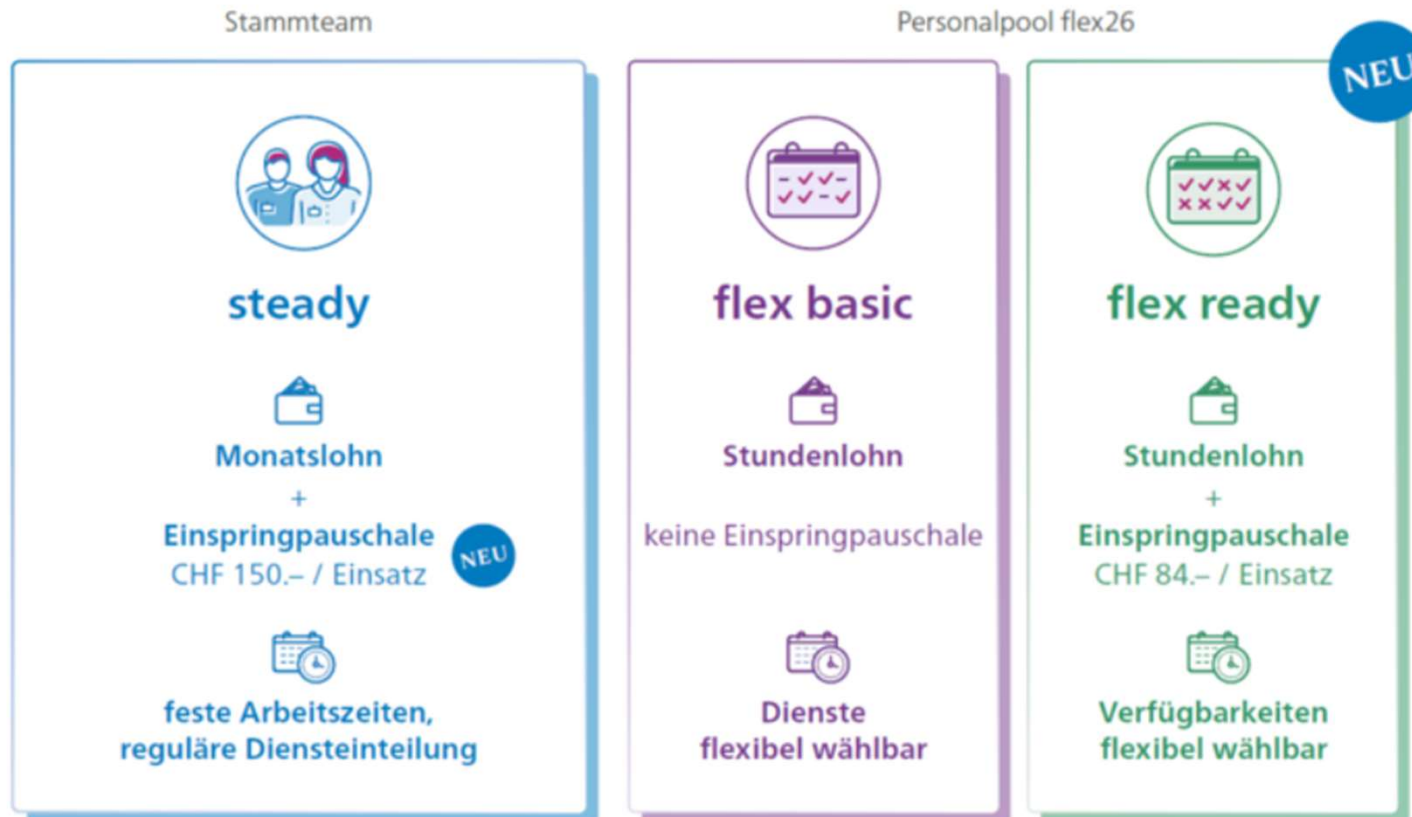 Stammteam
Personalpool flex26
NEU
steady
Monatslohn
+
Einspringpauschale
CHF 150.– / Einsatz
NEU
feste Arbeitszeiten,
reguläre Diensteinteilung
flex basic
Stundenlohn
keine Einspringpauschale
Dienste
flexibel wählbar
flex ready
Stundenlohn
+
Einspringpauschale
CHF 84.– / Einsatz
Verfügbarkeiten
flexibel wählbar